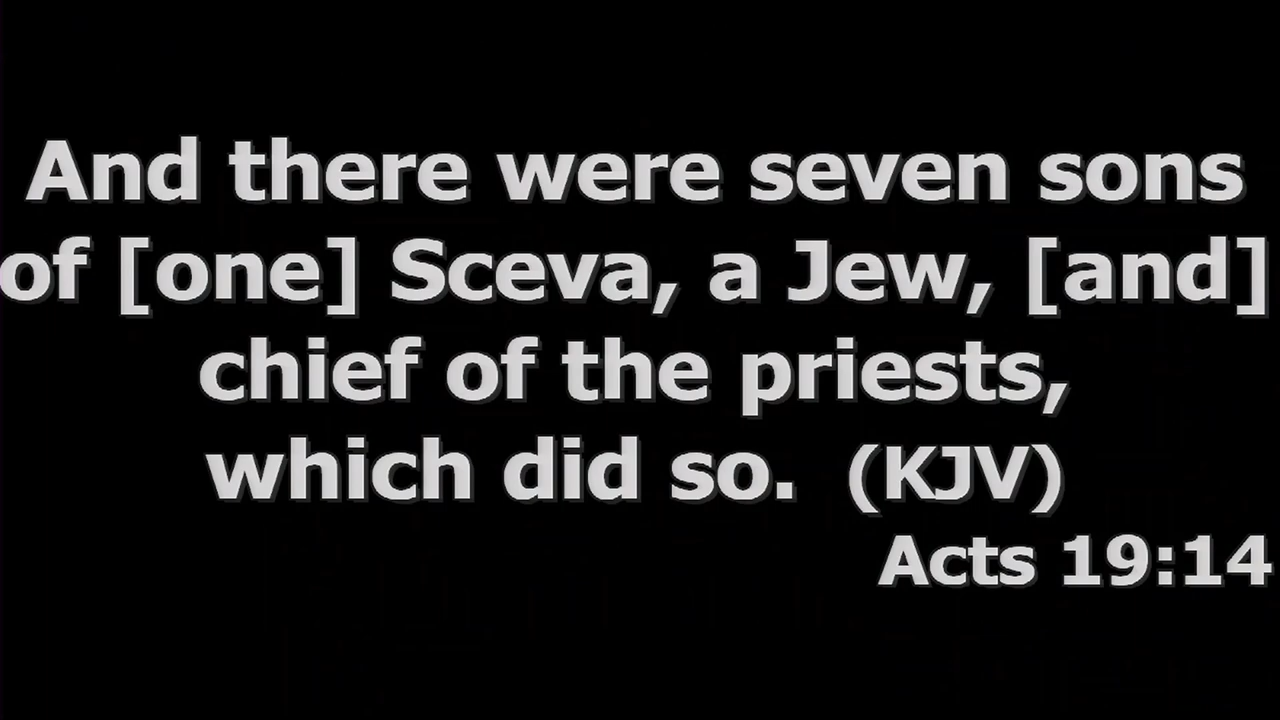 And there were seven sons
of [one] Sceva, a Jew, [and]
chief of the priests,
which did so. (KJV)
Acts 19:14